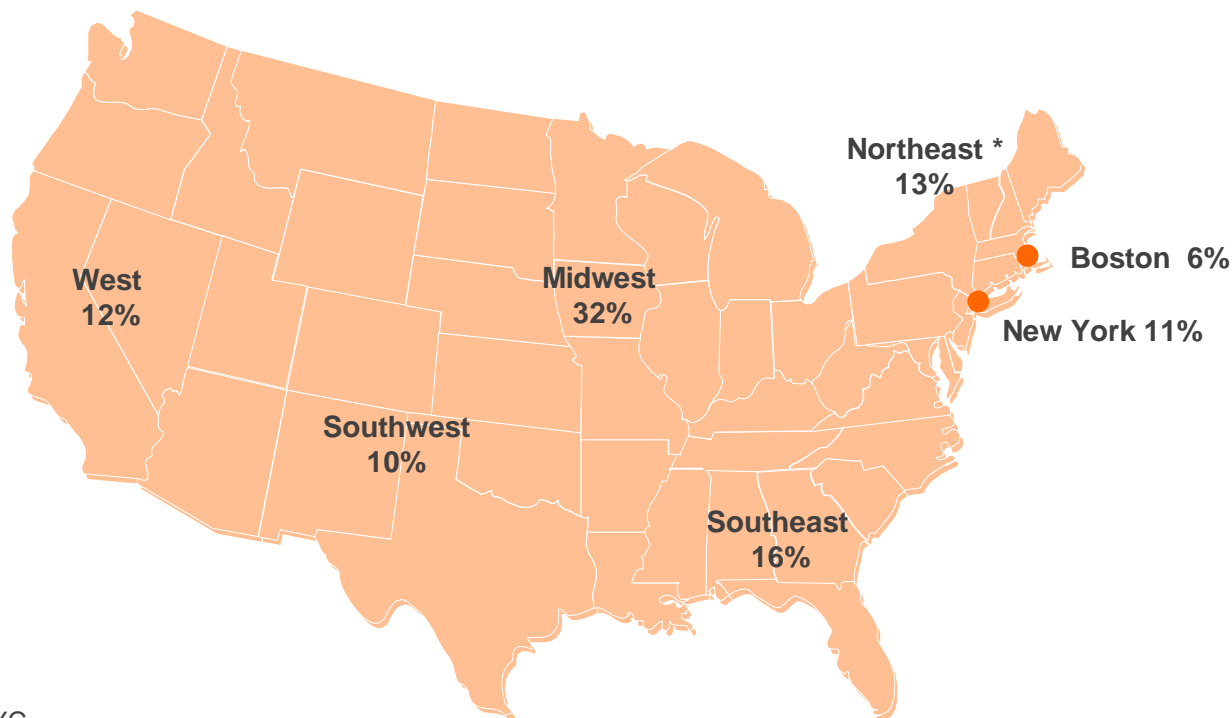 Northeast *
13%
Boston 6%
West
12%
Midwest
32%
New York 11%
Southwest
10%
Southeast
16%